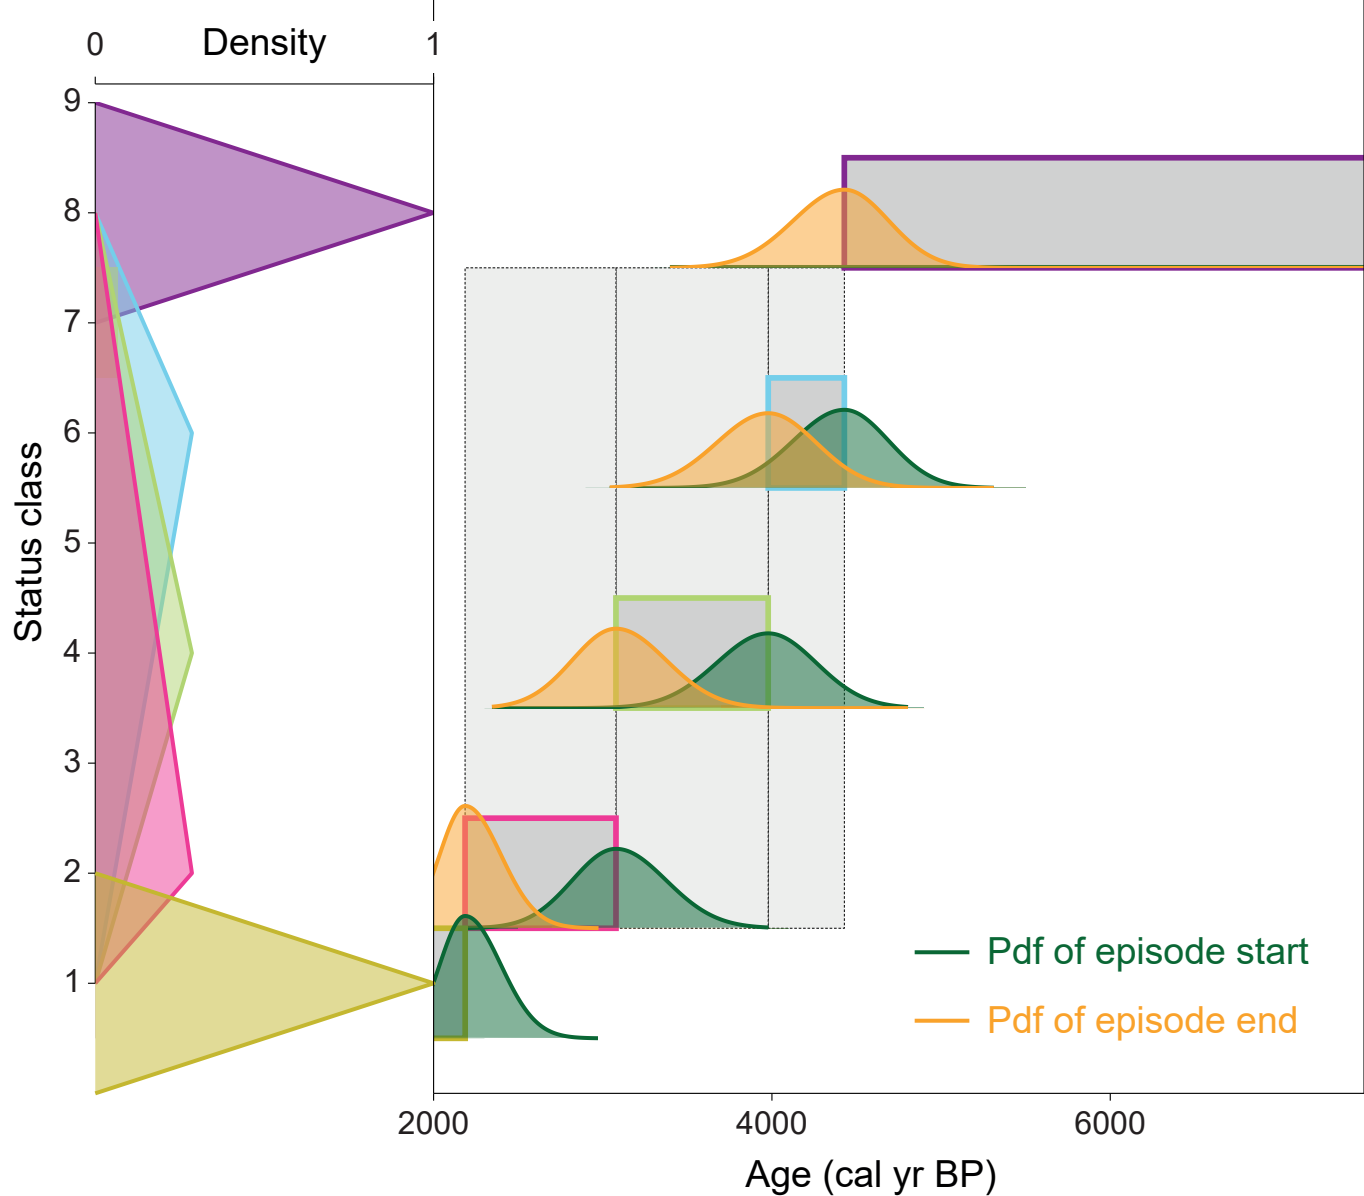 0 Density 1
9
8
7
6
5
4
3
2
1
Status class
Pdf of episode start
Pdf of episode end
2000 4000 6000
Age (cal yr BP)